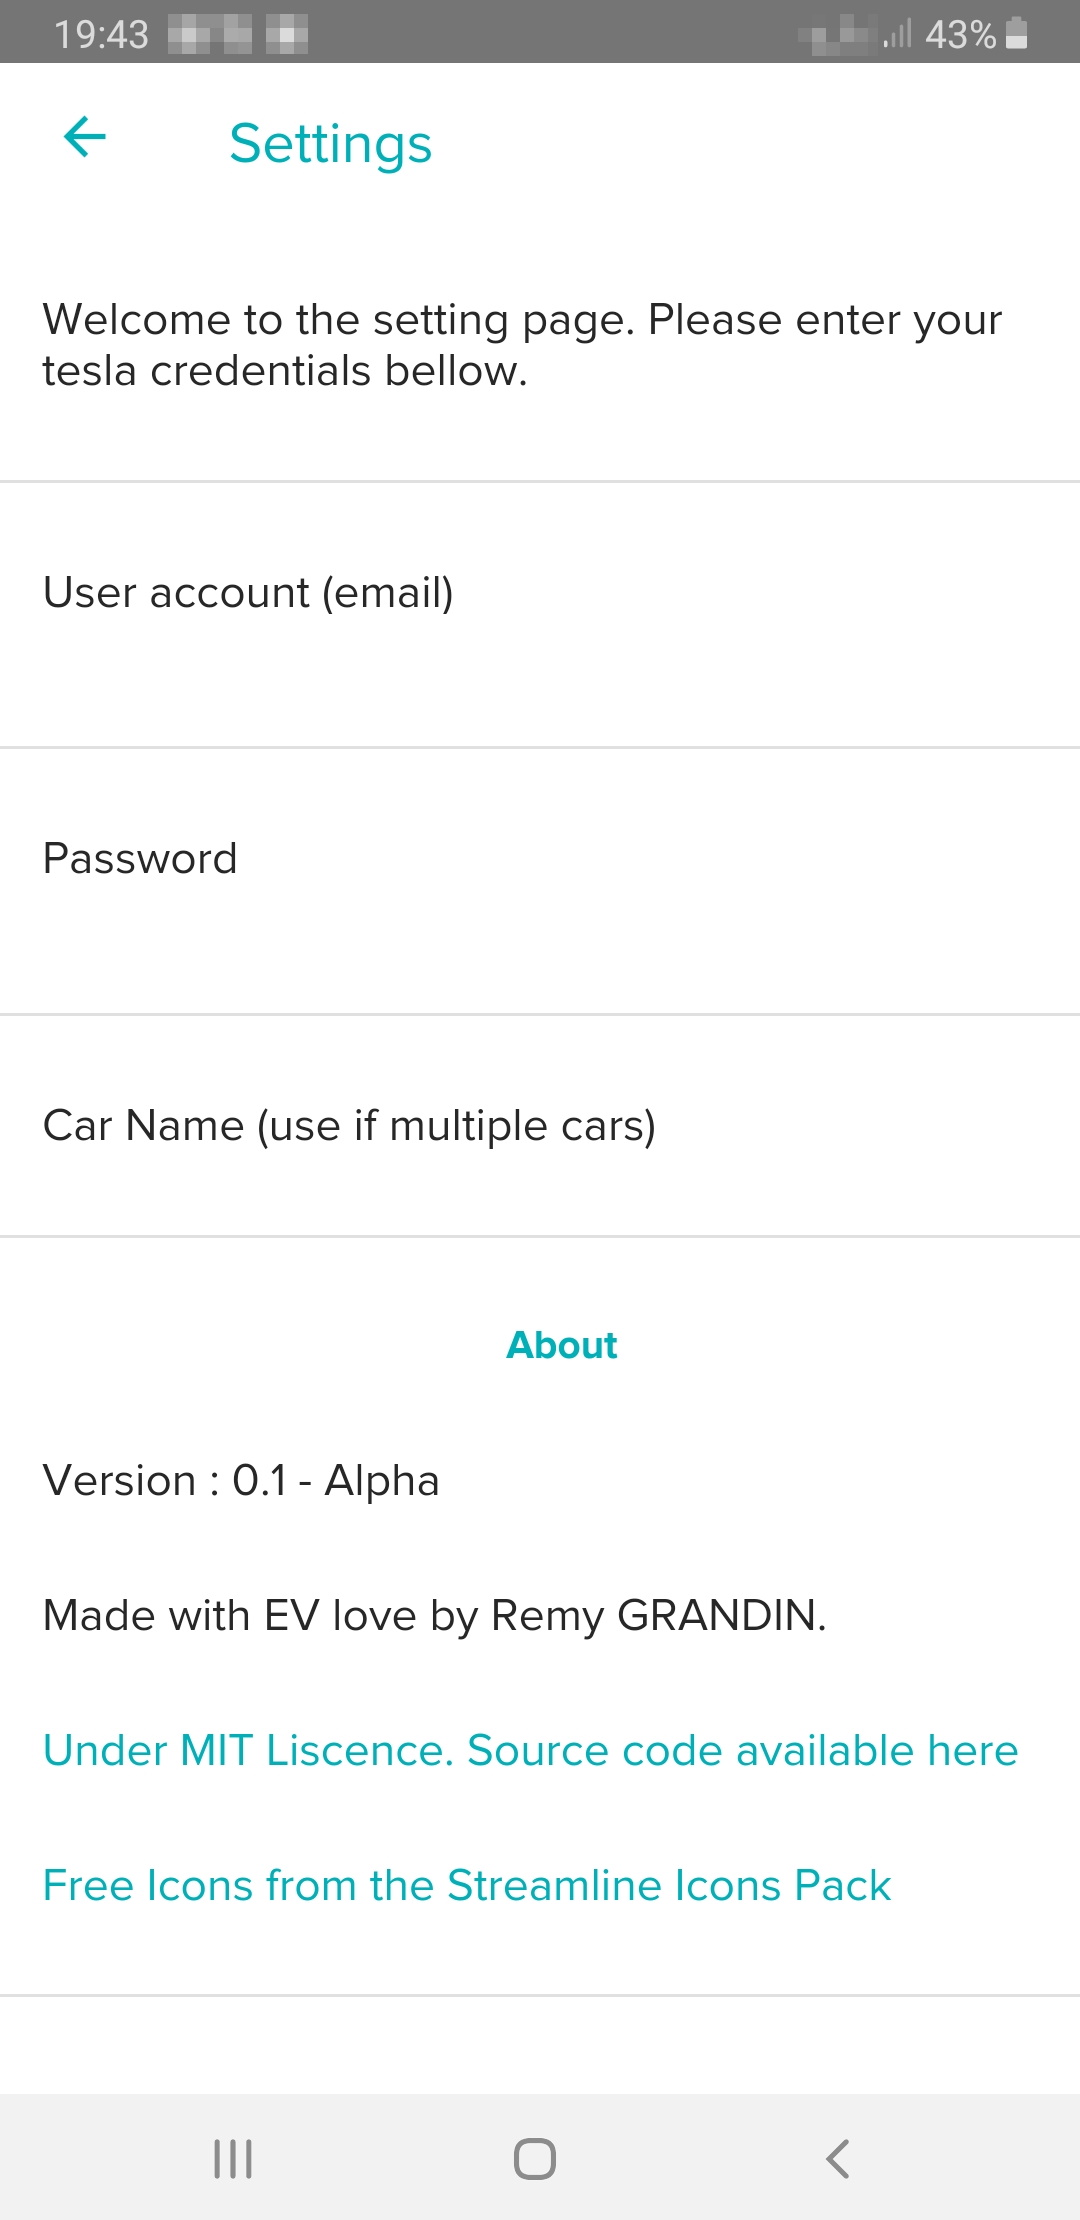 19:43
43%
Settings
Welcome to the setting page. Please enter your
tesla credentials bellow.
User account (email)
Password
Car Name (use if multiple cars)
About
Version : 0.1 - Alpha
Made with EV love by Remy GRANDIN.
Under MIT Liscence. Source code available here
Free Icons from the Streamline Icons Pack